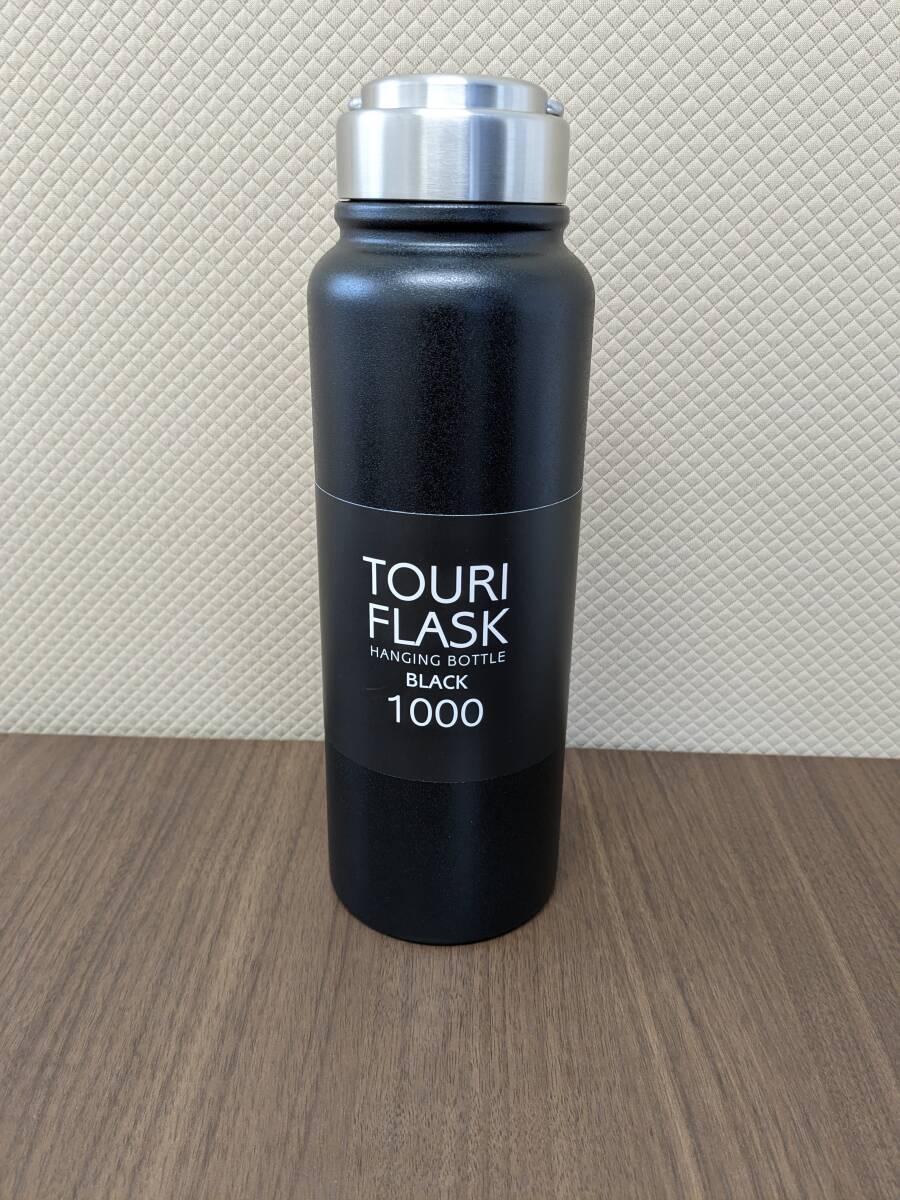 TOURI
FLASK
HANGING BOTTLE
BLACK
1000